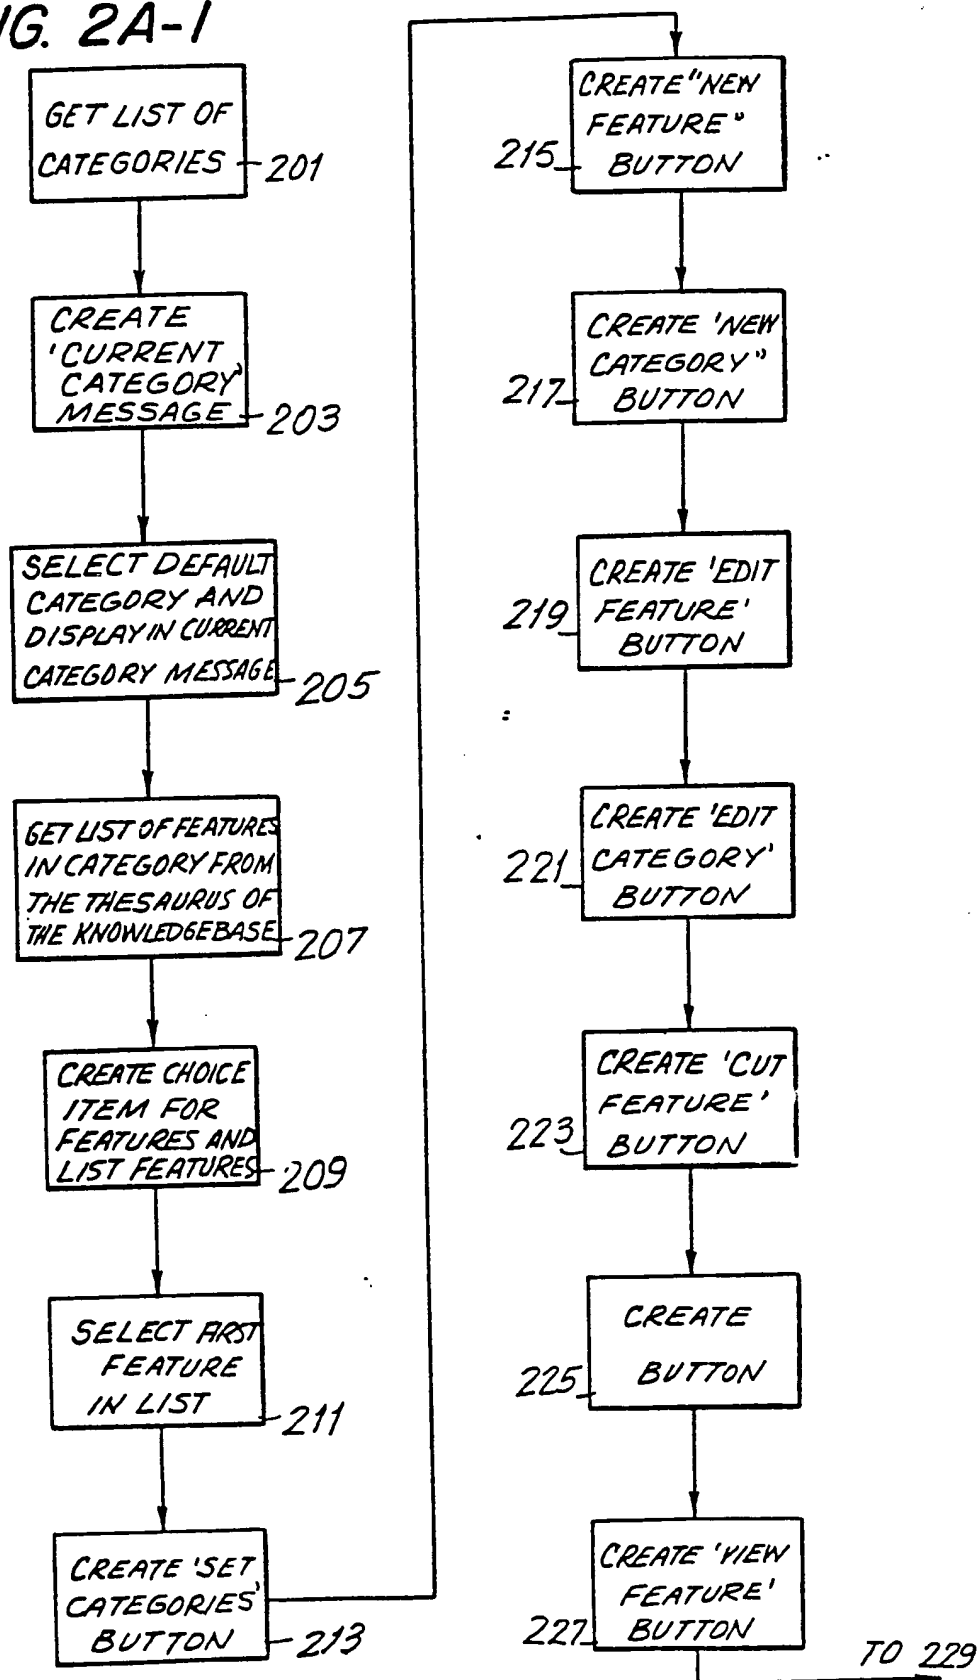 IG. 2A-1
GET LIST OF
CATEGORIES
201
CREATE
'CURRENT
CATEGORY'
MESSAGE
203
SELECT DEFAULT
CATEGORY AND
DISPLAY IN CURRENT
CATEGORY MESSAGE
205
GET LIST OF FEATURES
IN CATEGORY FROM
THE THESAURUS OF
THE KNOWLEDGEBASE
207
CREATE CHOICE
ITEM FOR
FEATURES AND
LIST FEATURES
209
SELECT FIRST
FEATURE
IN LIST
211
CREATE 'SET
CATEGORIES'
BUTTON
213
CREATE "NEW
FEATURE"
BUTTON
215
CREATE 'NEW
CATEGORY"
BUTTON
217
CREATE 'EDIT
FEATURE'
BUTTON
219
CREATE 'EDIT
CATEGORY'
BUTTON
221
CREATE 'CUT
FEATURE'
BUTTON
223
CREATE
BUTTON
225
CREATE 'VIEW
FEATURE'
BUTTON
227
TO 229